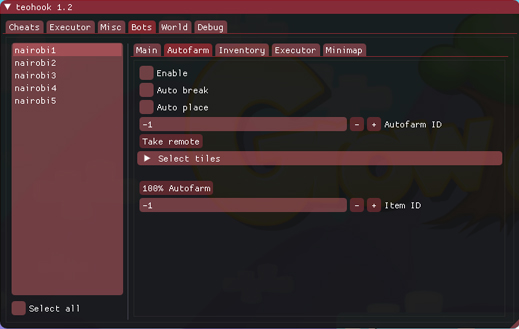 teohook 1.2
Cheats Executor Misc Bots World Debug
nairobi1
nairobi2
nairobi3
nairobi4
nairobi5
Select all
Main Autofarm Inventory Executor Minimap
Enable
Auto break
Auto place
-1 - + Autofarm ID
Take remote
Select tiles
100% Autofarm
-1 - + Item ID